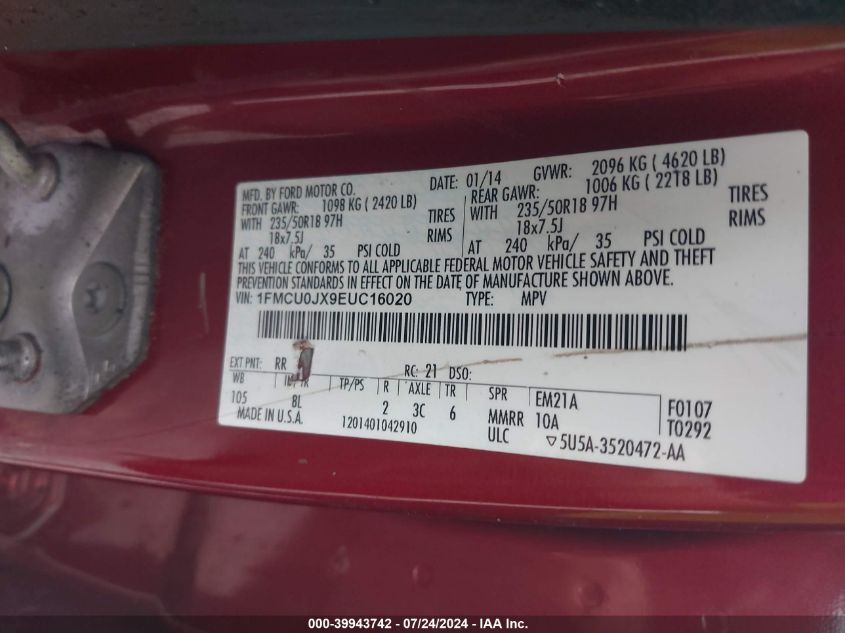 MFD. BY FORD MOTOR CO. DATE: 01/14 GVWR: 2096 KG ( 4620 LB)
FRONT GAWR: 1098 KG ( 2420 LB) REAR GAWR: 1006 KG ( 22T8 LB)
WITH 235/50R18 97H TIRES WITH 235/50R18 97H TIRES
18x7.5J RIMS 18x7.5J RIMS
AT 240 kPa/ 35 PSI COLD AT 240 kPa/ 35 PSI COLD
THIS VEHICLE CONFORMS TO ALL APPLICABLE FEDERAL MOTOR VEHICLE SAFETY AND THEFT
PREVENTION STANDARDS IN EFFECT ON THE DATE OF MANUFACTURE SHOWN ABOVE.
VIN: 1FMCU0JX9EUC16020 TYPE: MPV
EXT PNT: RR RC: 21 DSO:
WB TP/PS R AXLE TR SPR EM21A F0107
105 8L 2 3C 6 MMRR 10A T0292
MADE IN U.S.A. 1201401042910 ULC ▽5U5A-3520472-AA
000-39943742 / 07/24/2024 / © IAA Inc.